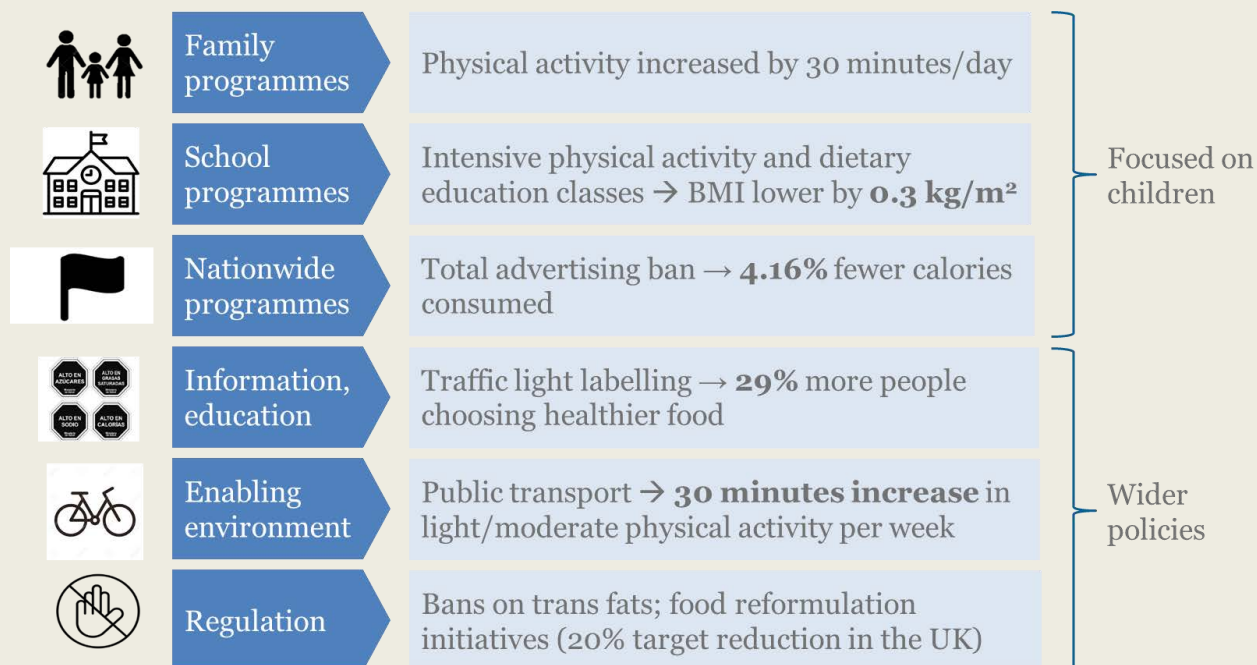 Family
programmes
Physical activity increased by 30 minutes/day
School
programmes
Intensive physical activity and dietary
education classes → BMI lower by 0.3 kg/m²
Nationwide
programmes
Total advertising ban → 4.16% fewer calories
consumed
Focused on
children
ALTO EN
AZÚCARES
ALTO EN
GRASAS
SATURADAS
ALTO EN
SODIO
ALTO EN
CALORÍAS
Information,
education
Traffic light labelling → 29% more people
choosing healthier food
Enabling
environment
Public transport → 30 minutes increase in
light/moderate physical activity per week
Regulation
Bans on trans fats; food reformulation
initiatives (20% target reduction in the UK)
Wider
policies